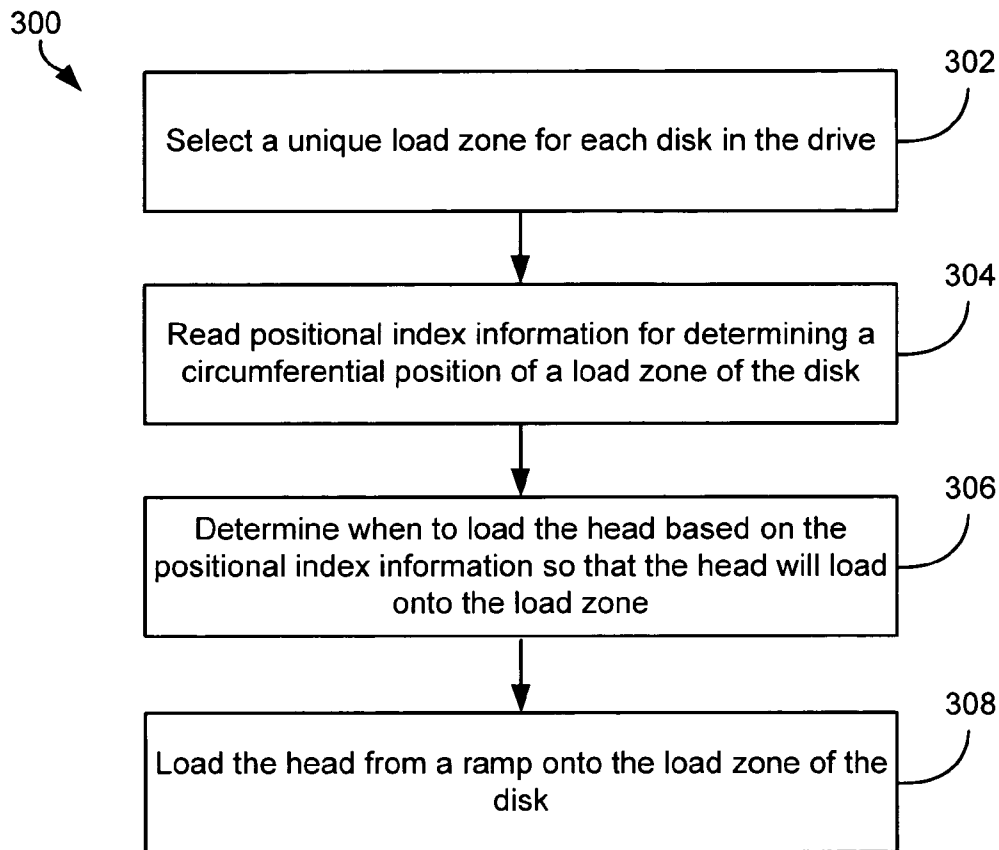 300
302
Select a unique load zone for each disk in the drive
304
Read positional index information for determining a
circumferential position of a load zone of the disk
306
Determine when to load the head based on the
positional index information so that the head will load
onto the load zone
308
Load the head from a ramp onto the load zone of the
disk